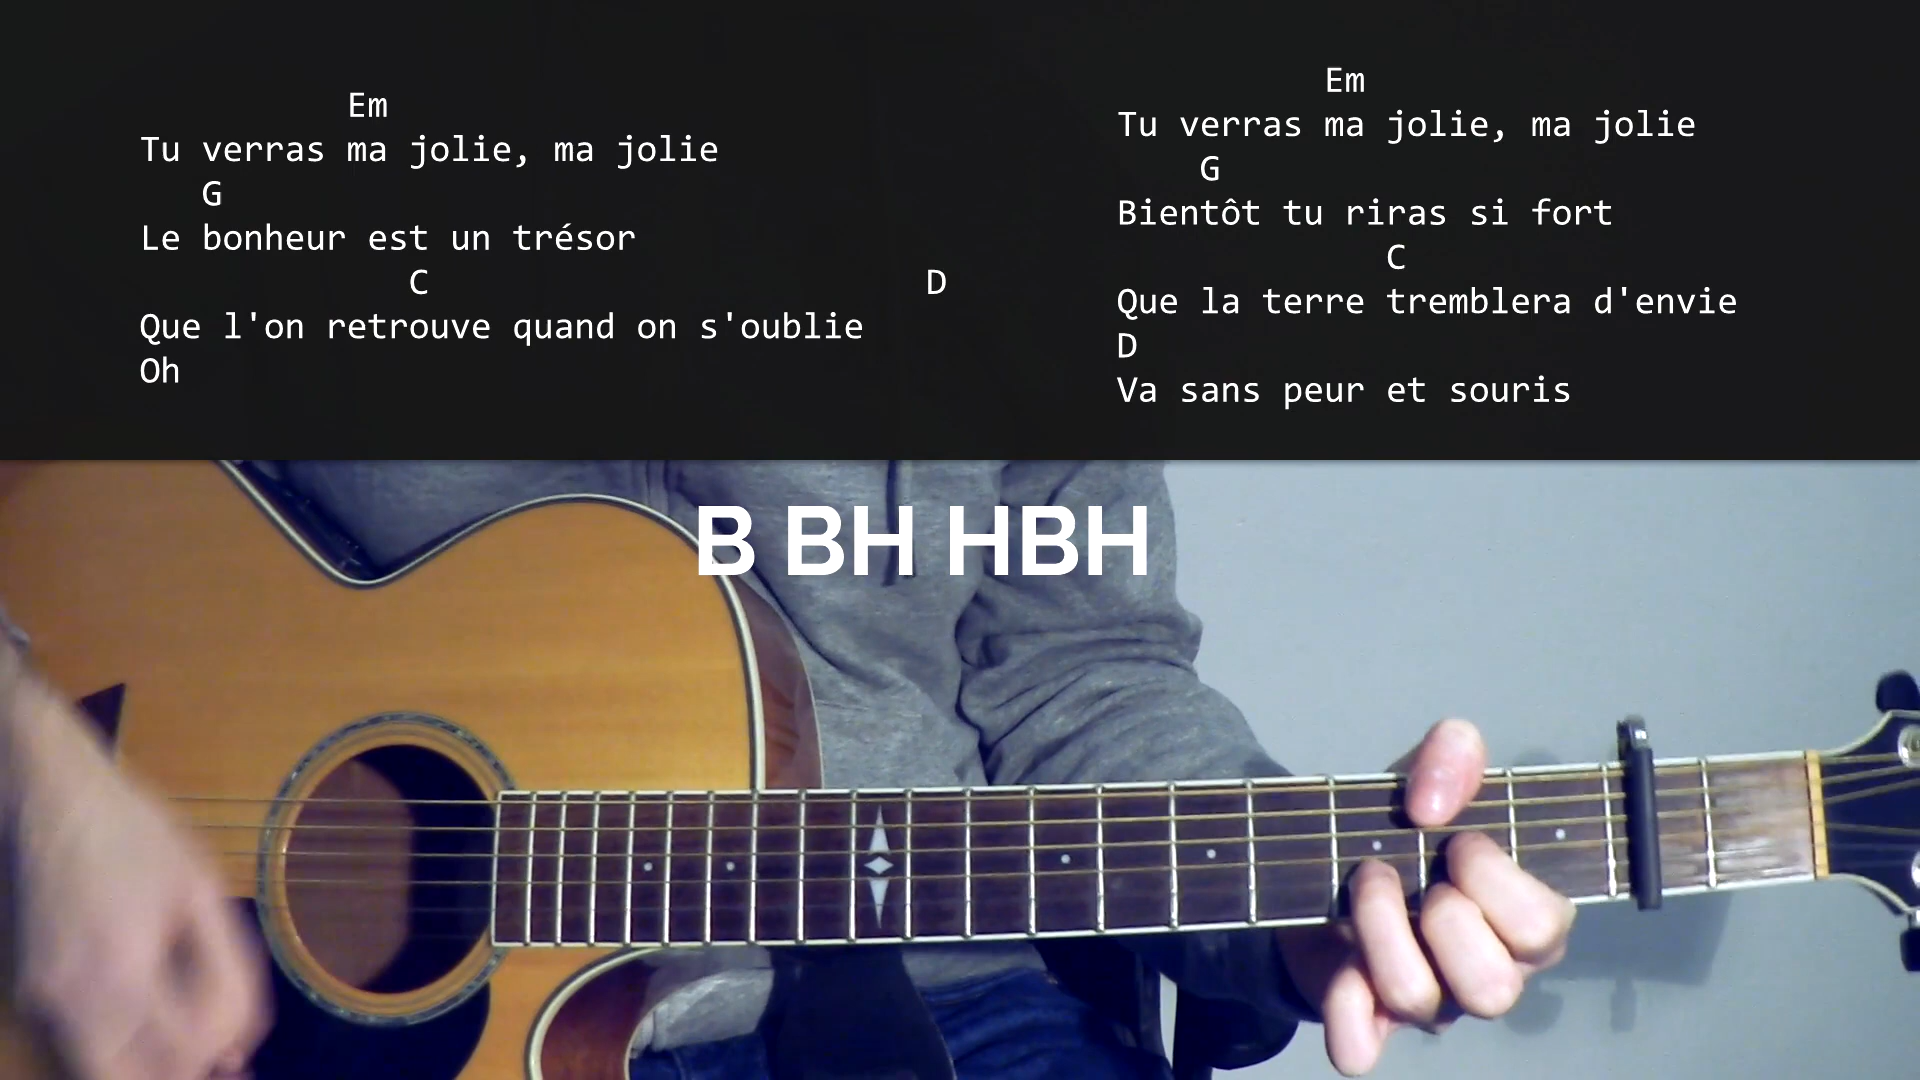 Em
Tu verras ma jolie, ma jolie
G
Le bonheur est un trésor
C D
Que l'on retrouve quand on s'oublie
Oh
Em
Tu verras ma jolie, ma jolie
G
Bientôt tu riras si fort
C
Que la terre tremblera d'envie
D
Va sans peur et souris
B BH HBH